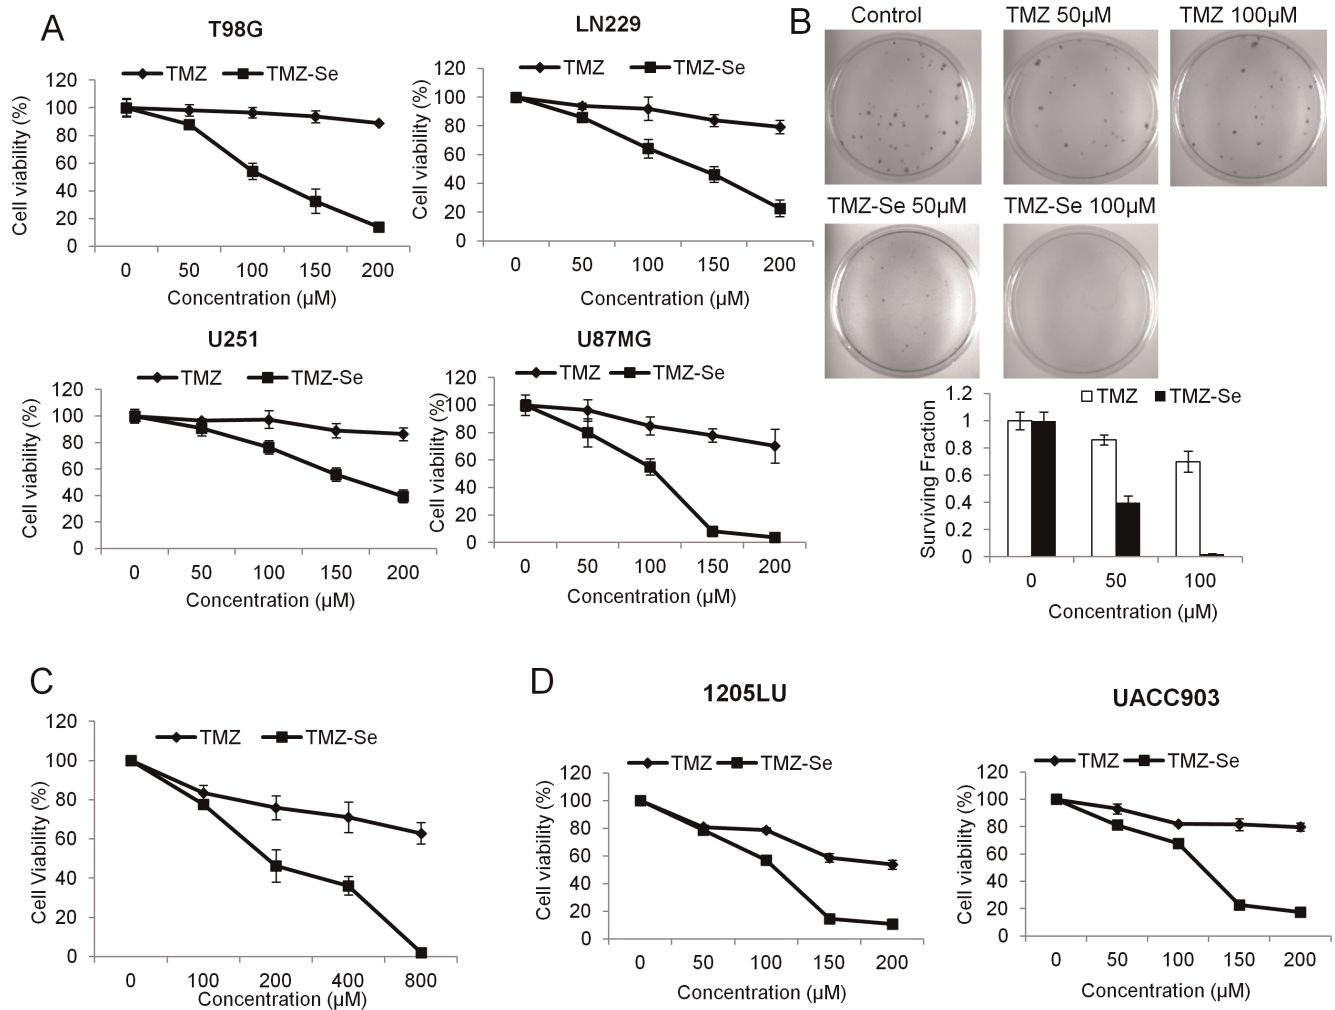 A
T98G
TMZ TMZ-Se
Cell viability (%)
120
100
80
60
40
20
0
0 50 100 150 200
Concentration (µM)
LN229
TMZ TMZ-Se
Cell viability (%)
120
100
80
60
40
20
0
0 50 100 150 200
Concentration (µM)
U251
TMZ TMZ-Se
Cell viability (%)
120
100
80
60
40
20
0
0 50 100 150 200
Concentration (µM)
U87MG
TMZ TMZ-Se
Cell viability (%)
120
100
80
60
40
20
0
0 50 100 150 200
Concentration (µM)
B
Control TMZ 50µM TMZ 100µM
TMZ-Se 50µM TMZ-Se 100µM
TMZ TMZ-Se
Surviving Fraction
1.2
1
0.8
0.6
0.4
0.2
0
0 50 100
Concentration (µM)
C
TMZ TMZ-Se
Cell Viability (%)
120
100
80
60
40
20
0
0 100 200 400 800
Concentration (µM)
D
1205LU
TMZ TMZ-Se
Cell viability (%)
120
100
80
60
40
20
0
0 50 100 150 200
Concentration (µM)
UACC903
TMZ TMZ-Se
Cell viability (%)
120
100
80
60
40
20
0
0 50 100 150 200
Concentration (µM)